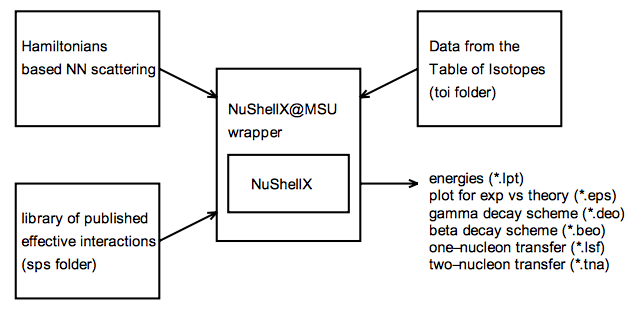 Hamiltonians
based NN scattering
Data from the
Table of Isotopes
(toi folder)
NuShellX@MSU
wrapper
NuShellX
library of published
effective interactions
(sps folder)
energies (*.lpt)
plot for exp vs theory (*.eps)
gamma decay scheme (*.deo)
beta decay scheme (*.beo)
one–nucleon transfer (*.lsf)
two–nucleon transfer (*.tna)